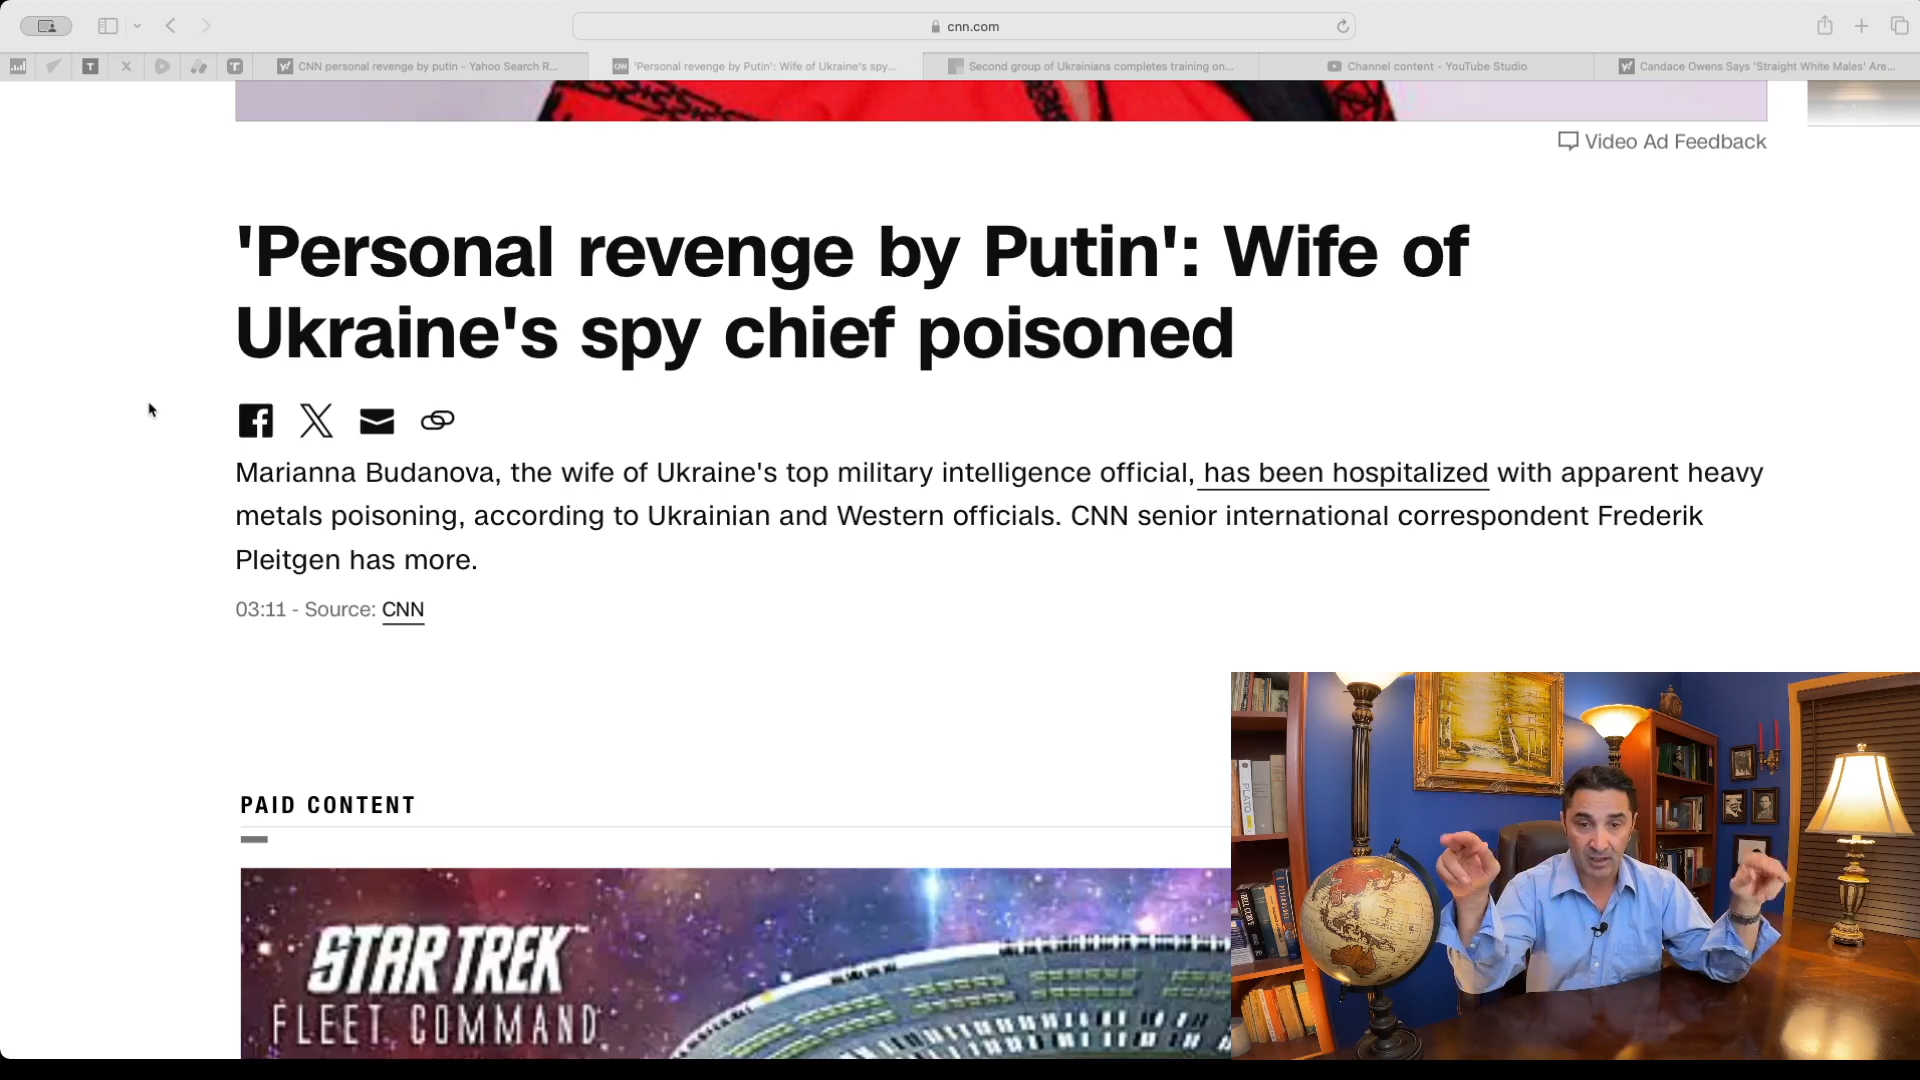 cnn.com
CNN personal revenge by putin - Yahoo Search R...
'Personal revenge by Putin': Wife of Ukraine's spy...
Second group of Ukrainians completes training on...
Channel content - YouTube Studio
Candace Owens Says 'Straight White Males' Are...
Video Ad Feedback
'Personal revenge by Putin': Wife of
Ukraine's spy chief poisoned
Marianna Budanova, the wife of Ukraine's top military intelligence official, has been hospitalized with apparent heavy
metals poisoning, according to Ukrainian and Western officials. CNN senior international correspondent Frederik
Pleitgen has more.
03:11 - Source: CNN
PAID CONTENT
STAR TREK™
FLEET COMMAND
PLATO